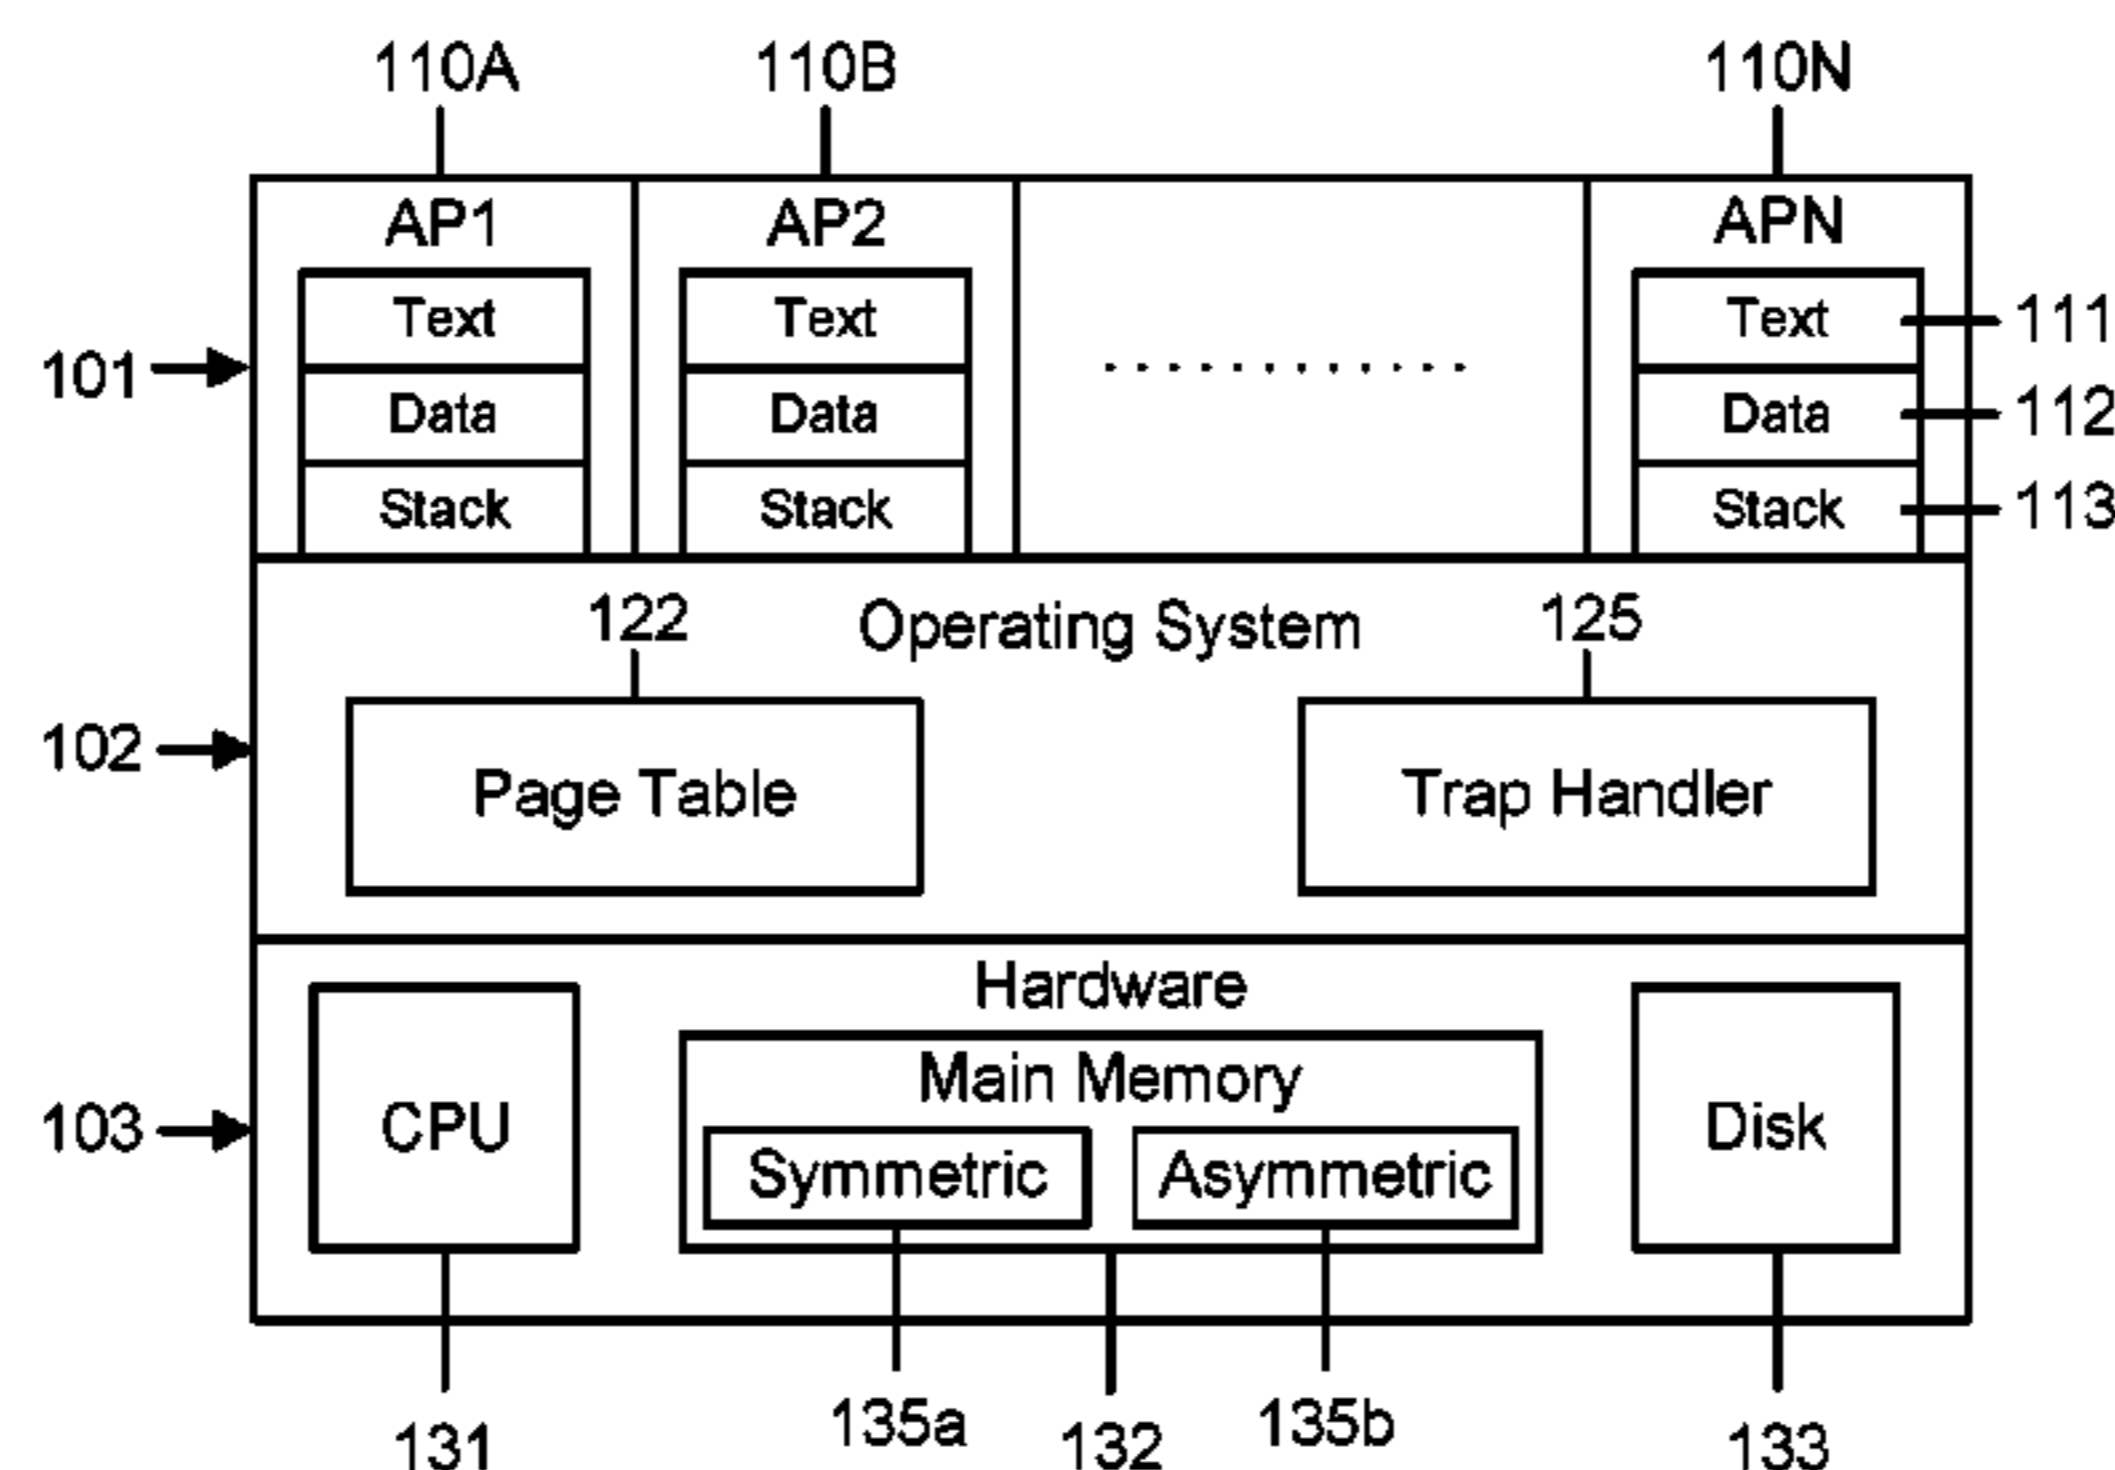 110A 110B 110N
AP1 AP2 APN
Text Text Text 111
101
Data Data Data 112
Stack Stack Stack 113
122 Operating System 125
102
Page Table Trap Handler
Hardware
Main Memory
103 CPU Disk
Symmetric Asymmetric
131 135a 132 135b 133